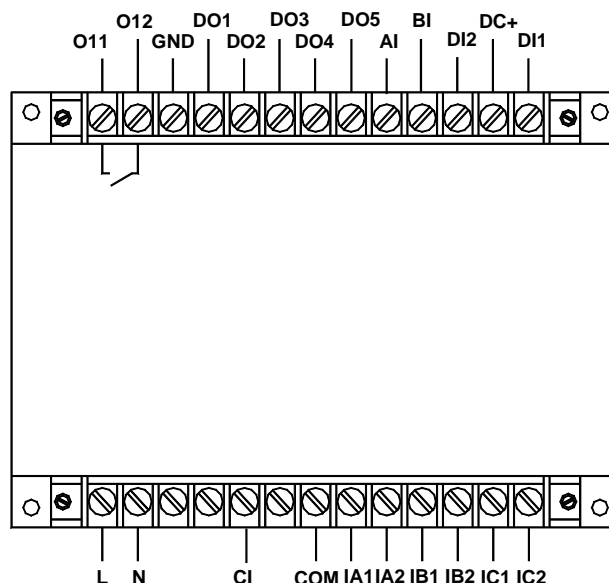 O12 DO1 DO3 DO5 BI DC+
O11 GND DO2 DO4 AI DI2 DI1
L N CI COM IA1 IA2 IB1 IB2 IC1 IC2